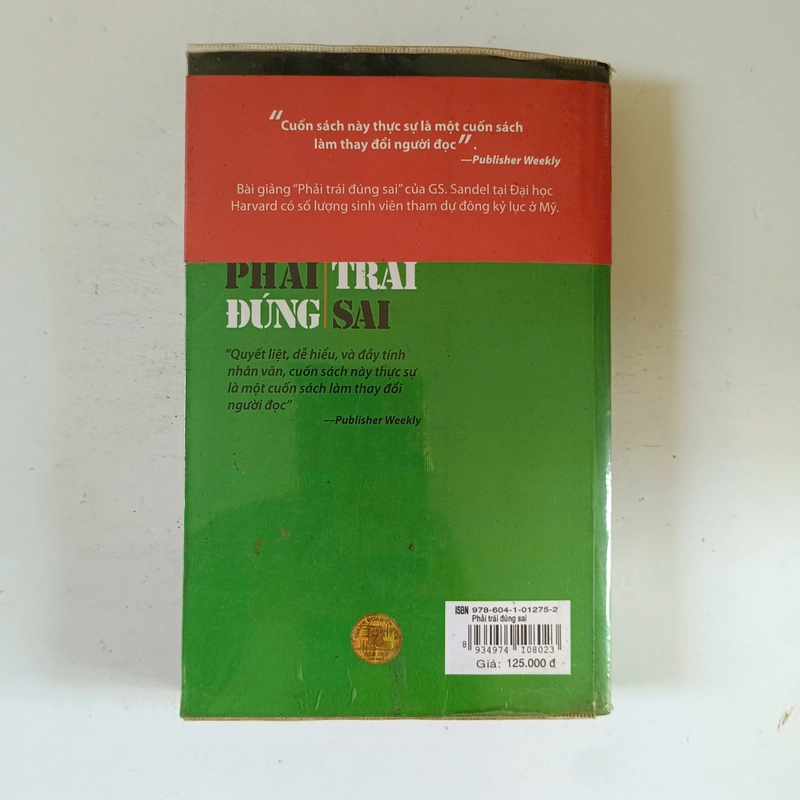 “Cuốn sách này thực sự là một cuốn sách
làm thay đổi người đọc”.
—Publisher Weekly
Bài giảng “Phải trái đúng sai” của GS. Sandel tại Đại học
Harvard có số lượng sinh viên tham dự đông kỷ lục ở Mỹ.
PHẢI TRÁI
ĐÚNG SAI
“Quyết liệt, dễ hiểu, và đầy tính
nhân văn, cuốn sách này thực sự
là một cuốn sách làm thay đổi
người đọc”
—Publisher Weekly
ISBN 978-604-1-01275-2
Phải trái đúng sai
8 934974 108023
Giá: 125.000 đ